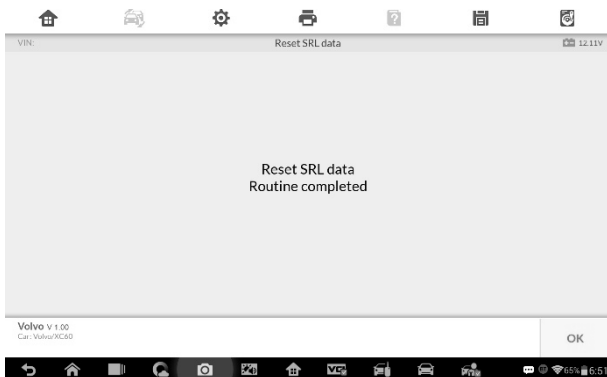 VIN:
Reset SRL data
12.11V
Reset SRL data
Routine completed
Volvo V 1.00
Car: Volvo/XC60
OK
VCI
65%
6:51